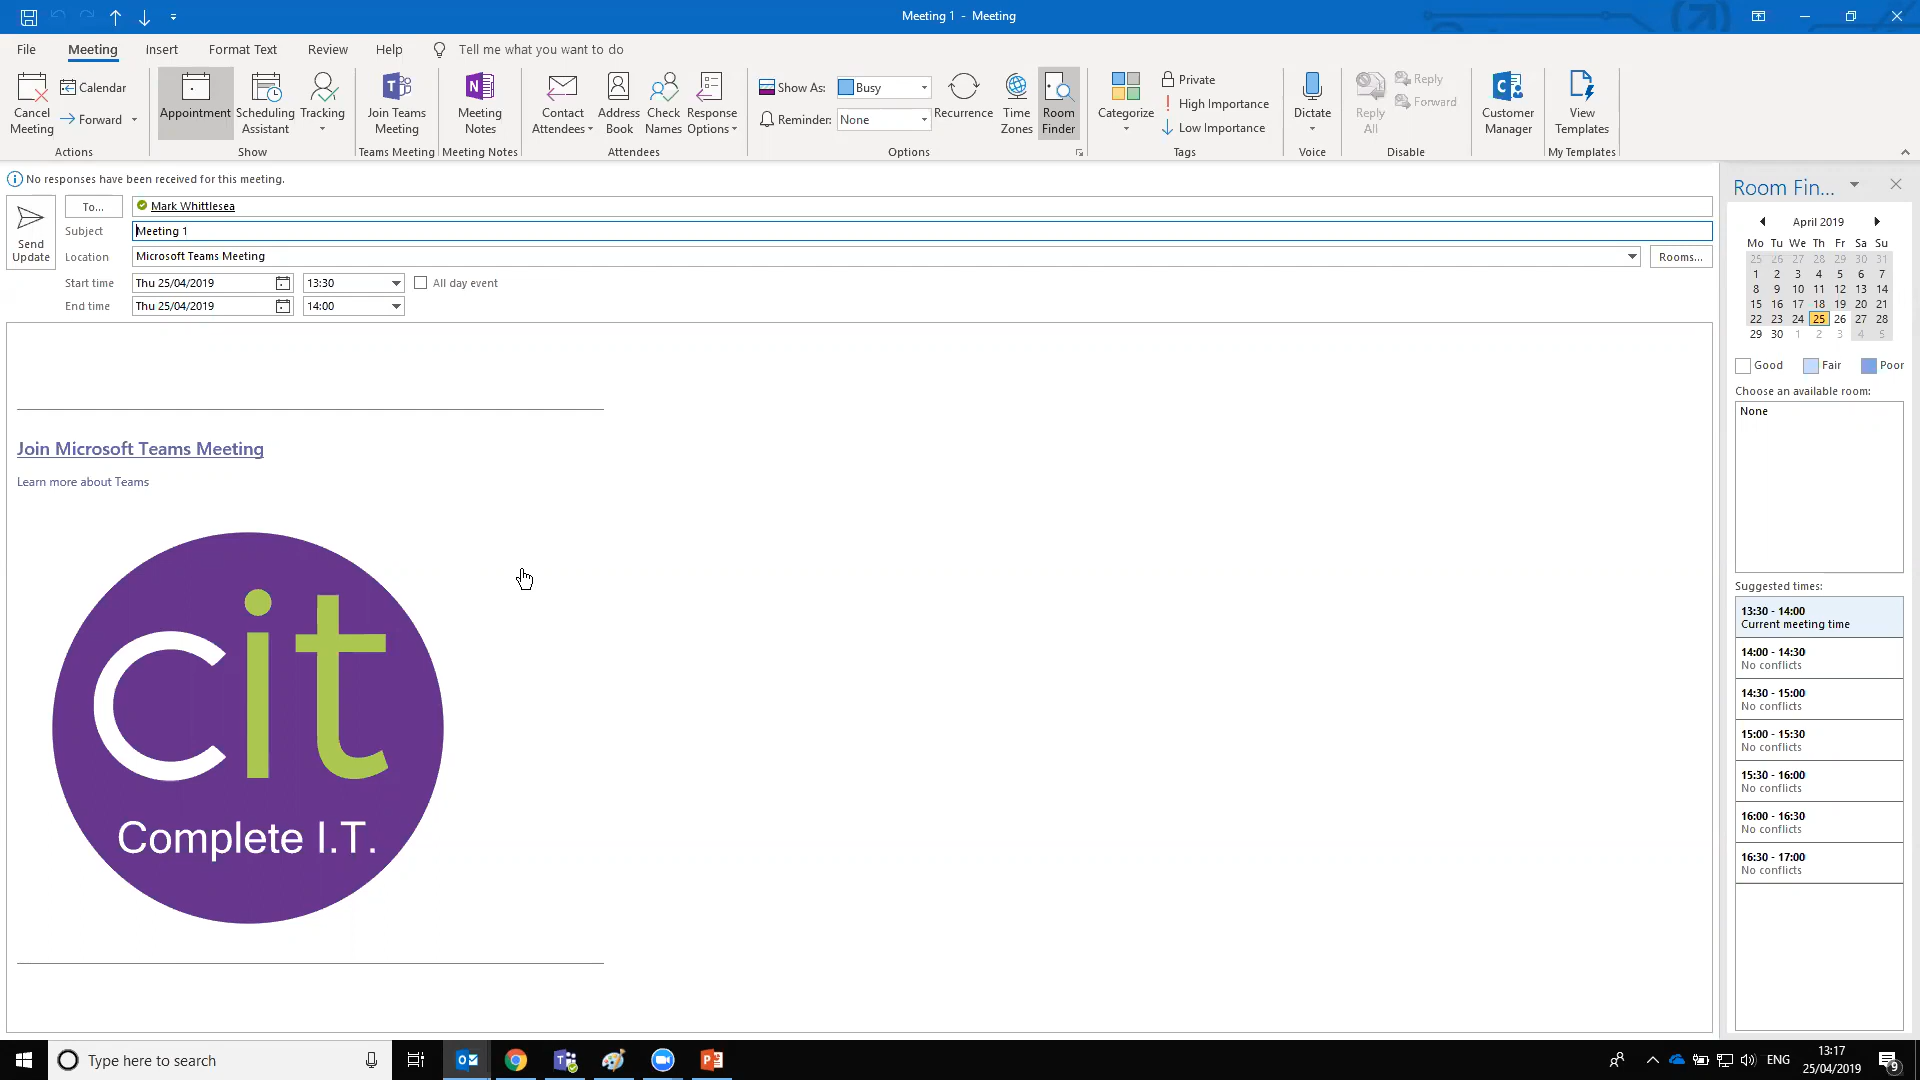 Meeting 1 - Meeting
File Meeting Insert Format Text Review Help Tell me what you want to do
Cancel Meeting
Calendar
Forward
Actions
Appointment
Scheduling Assistant
Tracking
Show
Join Teams Meeting
Teams Meeting
Meeting Notes
Meeting Notes
Contact Attendees
Address Book
Check Names
Response Options
Attendees
Show As: Busy
Reminder: None
Recurrence
Time Zones
Room Finder
Options
Categorize
Private
High Importance
Low Importance
Tags
Dictate
Voice
Reply All
Reply
Forward
Disable
Customer Manager
View Templates
My Templates
No responses have been received for this meeting.
Send Update
To... Mark Whittlesea
Subject Meeting 1
Location Microsoft Teams Meeting Rooms...
Start time Thu 25/04/2019 13:30 All day event
End time Thu 25/04/2019 14:00
Join Microsoft Teams Meeting
Learn more about Teams
cit
Complete I.T.
Room Fin...
April 2019
Mo Tu We Th Fr Sa Su
25 26 27 28 29 30 31
1 2 3 4 5 6 7
8 9 10 11 12 13 14
15 16 17 18 19 20 21
22 23 24 25 26 27 28
29 30 1 2 3 4 5
Good Fair Poor
Choose an available room:
None
Suggested times:
13:30 - 14:00
Current meeting time
14:00 - 14:30
No conflicts
14:30 - 15:00
No conflicts
15:00 - 15:30
No conflicts
15:30 - 16:00
No conflicts
16:00 - 16:30
No conflicts
16:30 - 17:00
No conflicts
Type here to search
ENG
13:17
25/04/2019
9